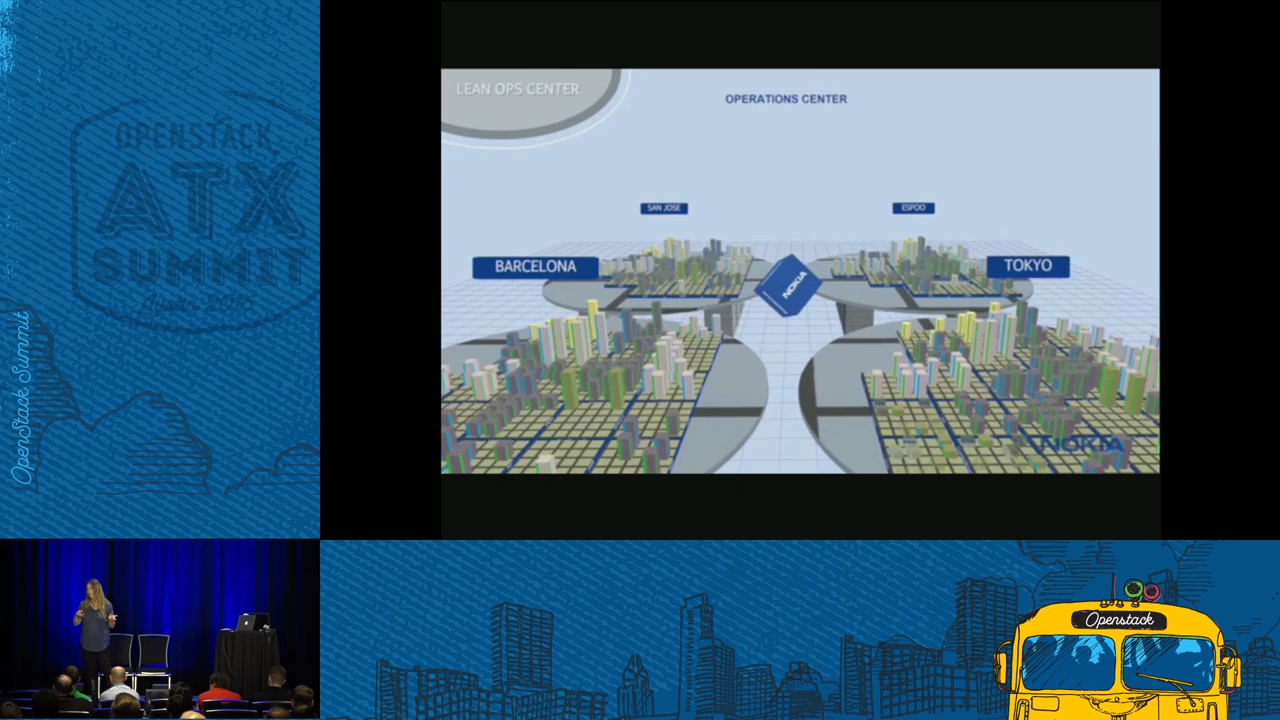 OPENSTACK
ATX
SUMMIT
Austin, Texas
OpenStack Summit
LEAN OPS CENTER
OPERATIONS CENTER
SAN JOSE
ESPOO
BARCELONA
TOKYO
NOKIA
NOKIA
Openstack